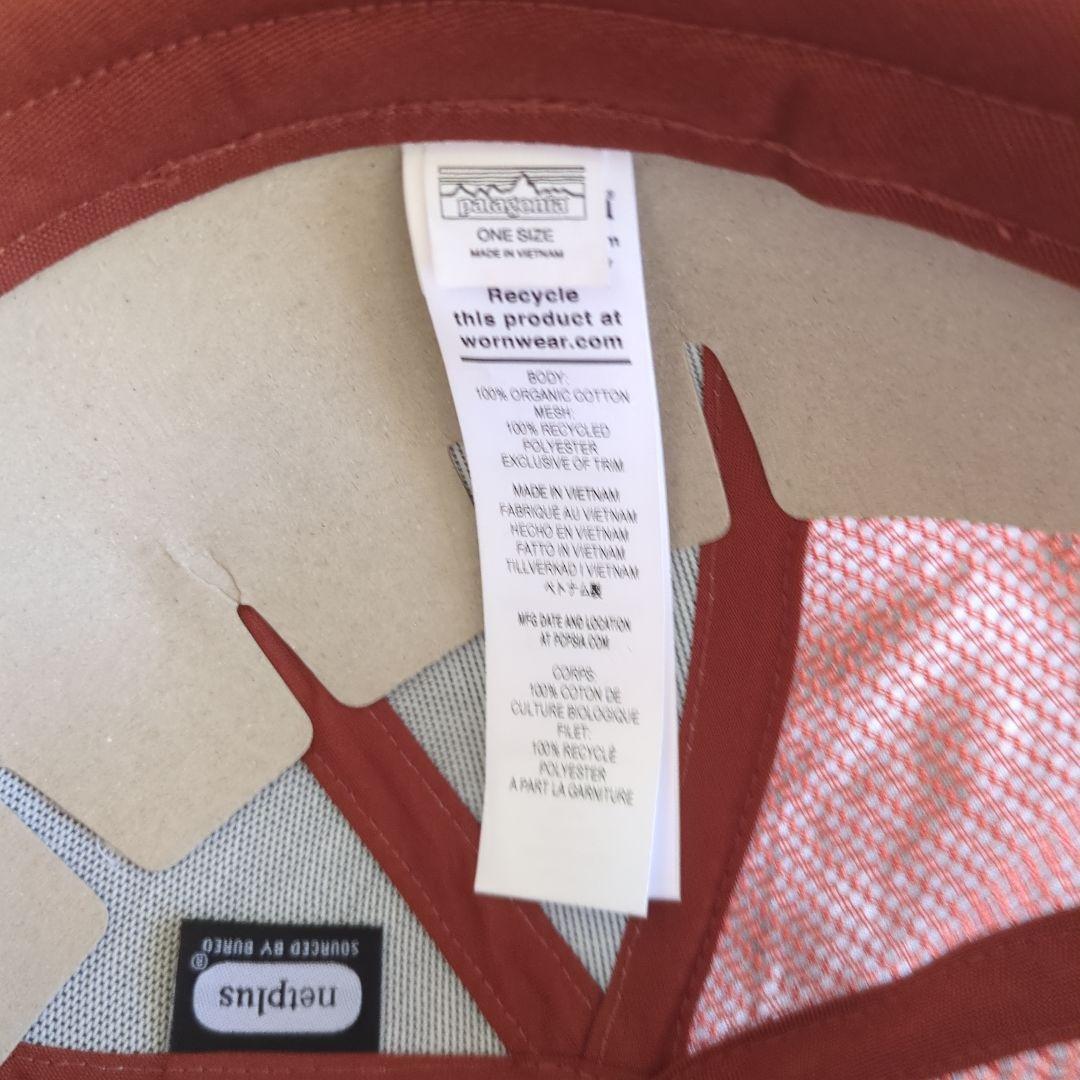 patagonia
ONE SIZE
MADE IN VIETNAM
Recycle
this product at
wornwear.com
BODY:
100% ORGANIC COTTON
MESH:
100% RECYCLED
POLYESTER
EXCLUSIVE OF TRIM
MADE IN VIETNAM
FABRIQUÉ AU VIETNAM
HECHO EN VIETNAM
FATTO IN VIETNAM
TILLVERKAD I VIETNAM
ベトナム製
MFG DATE AND LOCATION
AT POPSIA.COM
CORPS:
100% COTON DE
CULTURE BIOLOGIQUE
FILET:
100% RECYCLÉ
POLYESTER
A PART LA GARNITURE
netplus®
SOURCED BY BUREO